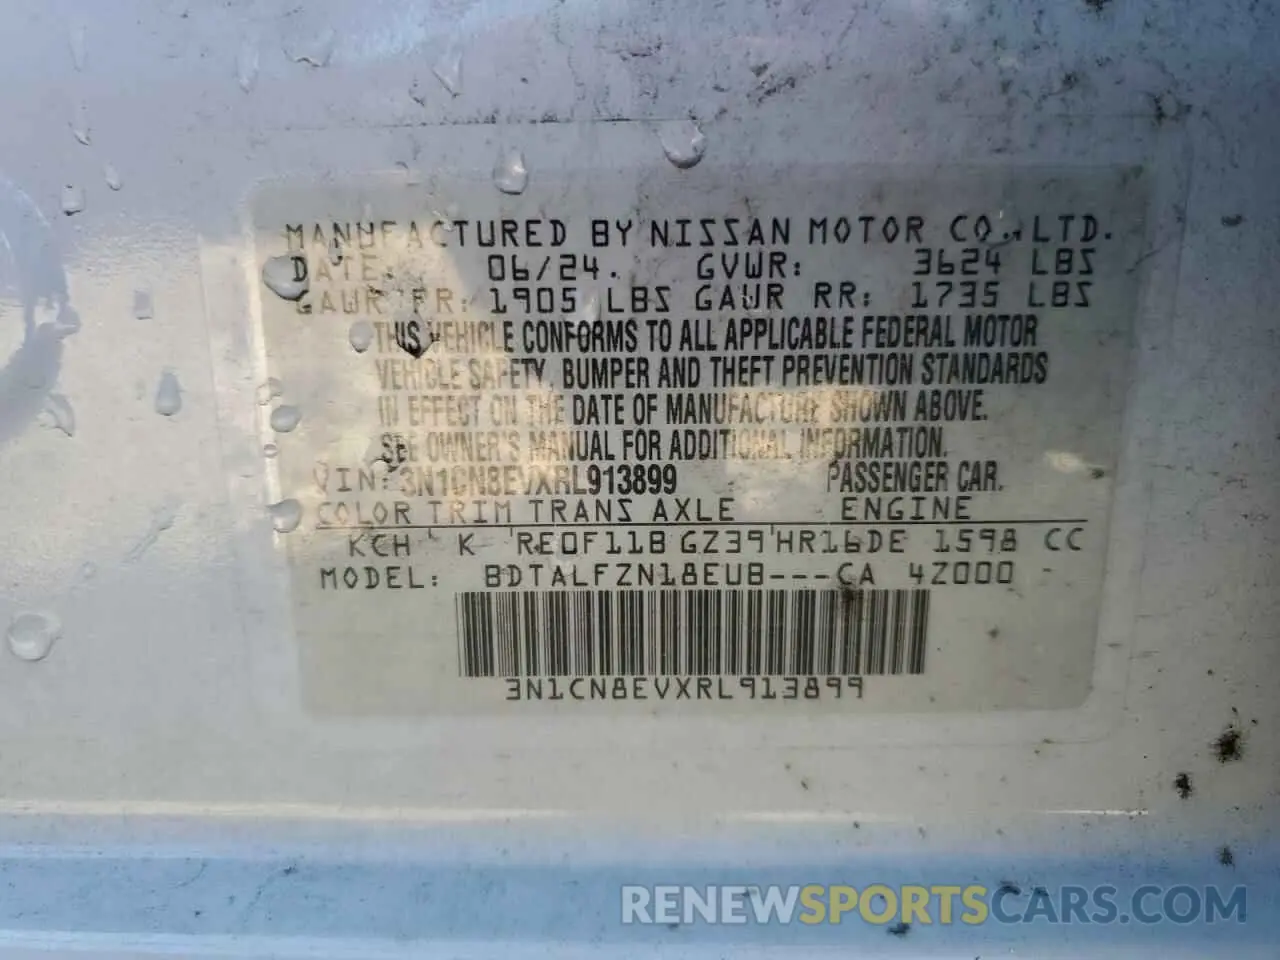 MANUFACTURED BY NISSAN MOTOR CO., LTD.
DATE: 06/24. GVWR: 3624 LBS
GAWR FR: 1905 LBS GAWR RR: 1735 LBS
THIS VEHICLE CONFORMS TO ALL APPLICABLE FEDERAL MOTOR
VEHICLE SAFETY, BUMPER AND THEFT PREVENTION STANDARDS
IN EFFECT ON THE DATE OF MANUFACTURE SHOWN ABOVE.
SEE OWNER'S MANUAL FOR ADDITIONAL INFORMATION.
VIN: 3N1CN8EVXRL913899 PASSENGER CAR.
COLOR TRIM TRANS AXLE ENGINE
KCH K RE0F11B GZ39 HR16DE 1598 CC
MODEL: BDTALFZN18EUB---CA 4Z000 -
3N1CN8EVXRL913899
RENEWSPORTSCARS.COM